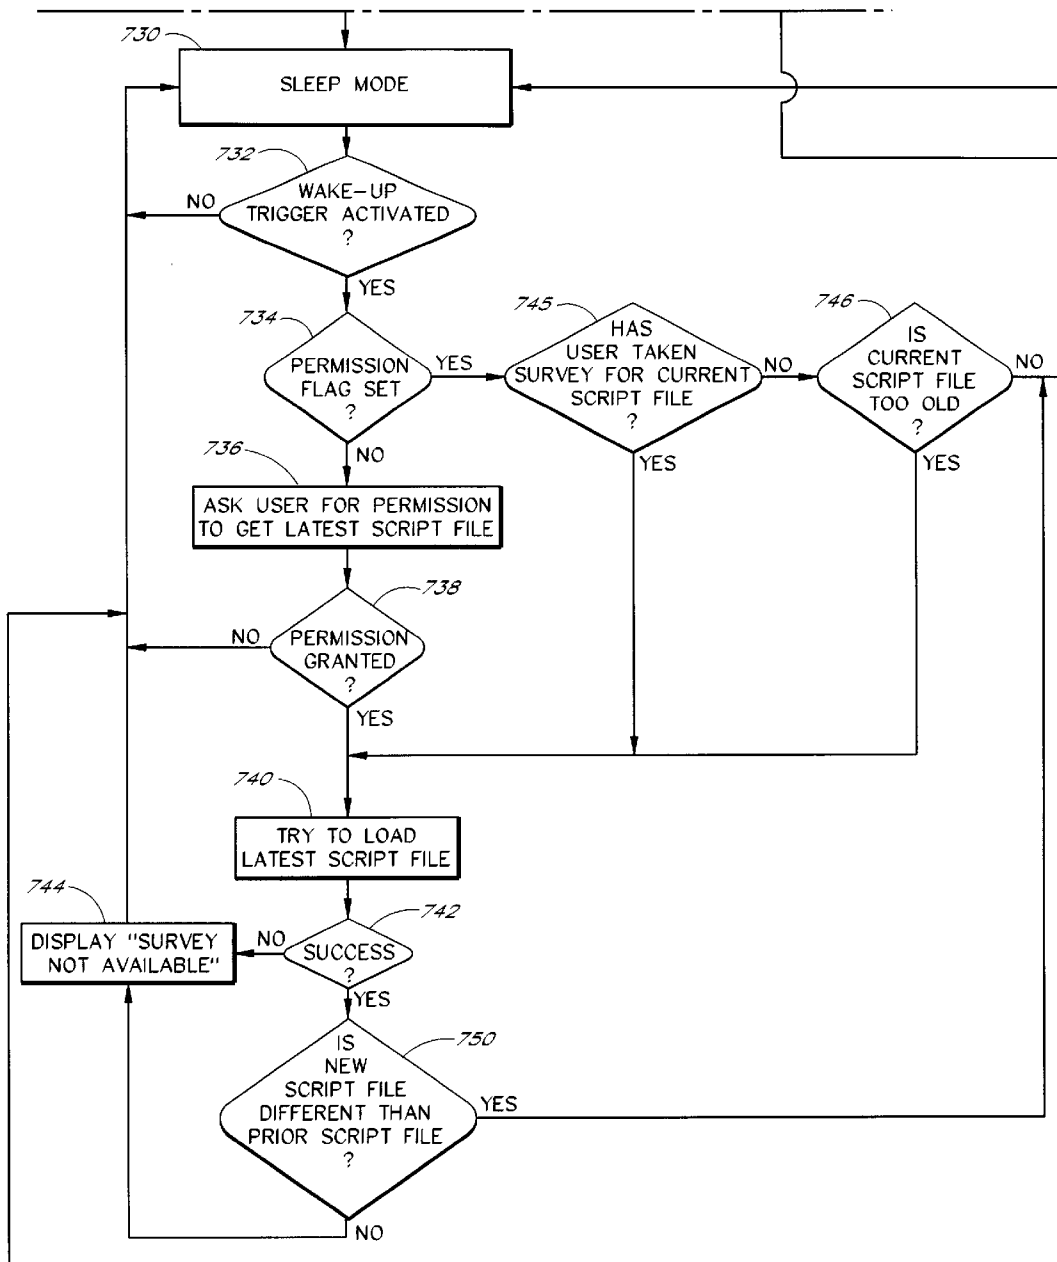 730
SLEEP MODE
732
WAKE-UP
TRIGGER ACTIVATED
?
NO
YES
734
PERMISSION
FLAG SET
?
YES
NO
745
HAS
USER TAKEN
SURVEY FOR CURRENT
SCRIPT FILE
?
NO
YES
746
IS
CURRENT
SCRIPT FILE
TOO OLD
?
NO
YES
736
ASK USER FOR PERMISSION
TO GET LATEST SCRIPT FILE
738
PERMISSION
GRANTED
?
NO
YES
740
TRY TO LOAD
LATEST SCRIPT FILE
742
SUCCESS
?
NO
YES
744
DISPLAY "SURVEY
NOT AVAILABLE"
750
IS
NEW
SCRIPT FILE
DIFFERENT THAN
PRIOR SCRIPT FILE
?
YES
NO